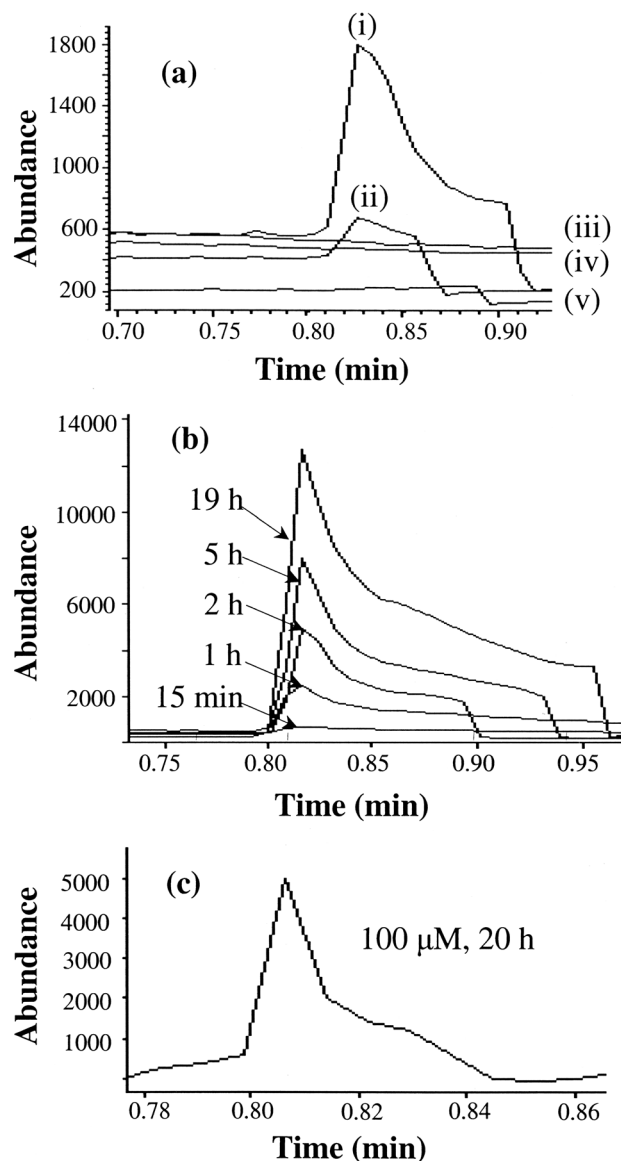 (a)
(i)
(ii)
(iii)
(iv)
(v)
1800
1400
1000
600
200
Abundance
0.70
0.75
0.80
0.85
0.90
Time (min)
(b)
14000
10000
6000
2000
Abundance
19 h
5 h
2 h
1 h
15 min
0.75
0.80
0.85
0.90
0.95
Time (min)
(c)
5000
4000
3000
2000
1000
Abundance
100 μM, 20 h
0.78
0.80
0.82
0.84
0.86
Time (min)